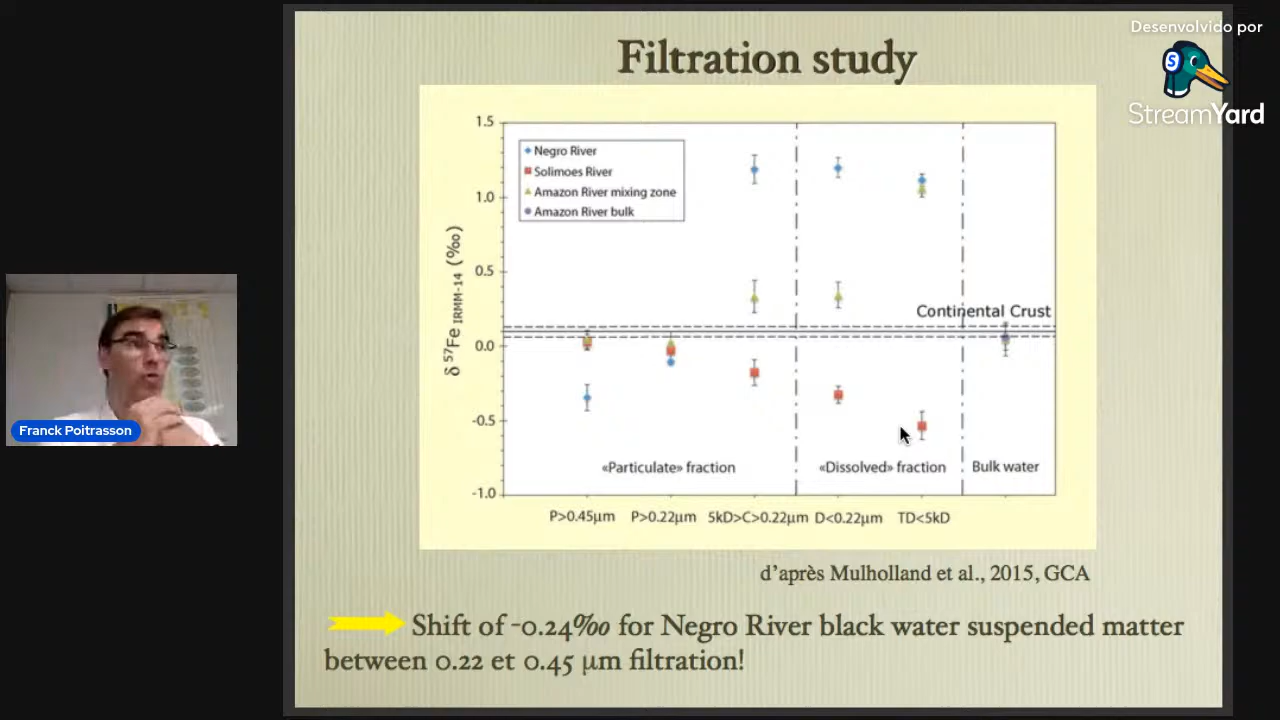 Filtration study
Desenvolvido por
StreamYard
1.5
1.0
0.5
0.0
-0.5
-1.0
δ 57Fe IRMM-14 (‰)
Negro River
Solimoes River
Amazon River mixing zone
Amazon River bulk
Continental Crust
«Particulate» fraction
«Dissolved» fraction
Bulk water
P>0.45µm P>0.22µm 5kD>C>0.22µm D<0.22µm TD<5kD
d'après Mulholland et al., 2015, GCA
Shift of -0.24‰ for Negro River black water suspended matter
between 0.22 et 0.45 µm filtration!
Franck Poitrasson